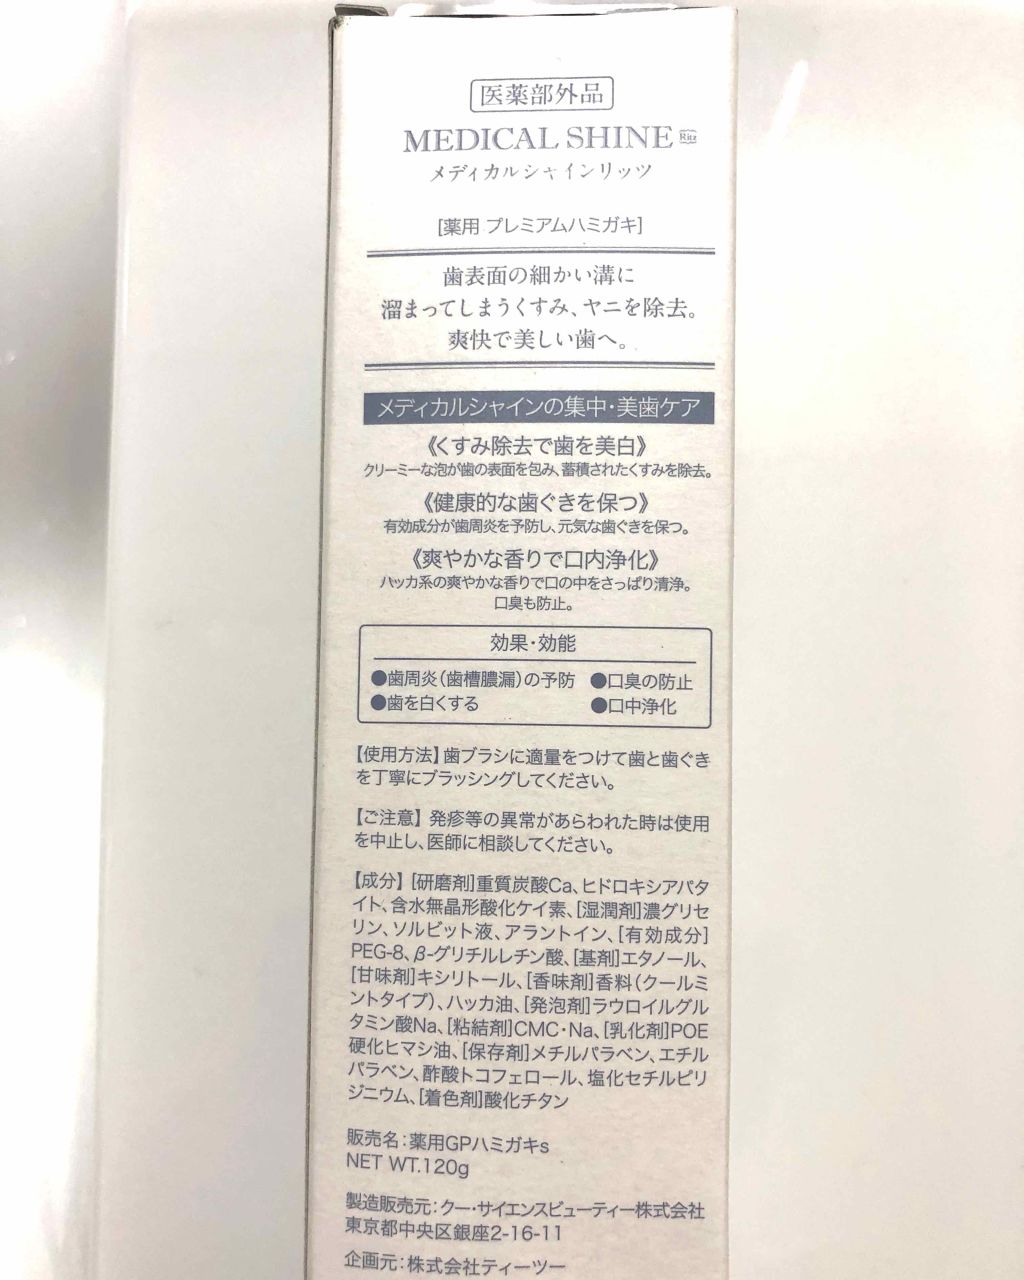 医薬部外品
MEDICAL SHINE Ritz
メディカルシャインリッツ
[薬用 プレミアムハミガキ]
歯表面の細かい溝に
溜まってしまうくすみ、ヤニを除去。
爽快で美しい歯へ。
メディカルシャインの集中・美歯ケア
《くすみ除去で歯を美白》
クリーミーな泡が歯の表面を包み、蓄積されたくすみを除去。
《健康的な歯ぐきを保つ》
有効成分が歯周炎を予防し、元気な歯ぐきを保つ。
《爽やかな香りで口内浄化》
ハッカ系の爽やかな香りで口の中をさっぱり清浄。
口臭も防止。
効果・効能
●歯周炎(歯槽膿漏)の予防 ●口臭の防止
●歯を白くする ●口中浄化
【使用方法】歯ブラシに適量をつけて歯と歯ぐき
を丁寧にブラッシングしてください。
【ご注意】発疹等の異常があらわれた時は使用
を中止し、医師に相談してください。
【成分】[研磨剤]重質炭酸Ca、ヒドロキシアパタ
イト、含水無晶形酸化ケイ素、[湿潤剤]濃グリセ
リン、ソルビット液、アラントイン、[有効成分]
PEG-8、β-グリチルレチン酸、[基剤]エタノール、
[甘味剤]キシリトール、[香味剤]香料(クールミ
ントタイプ)、ハッカ油、[発泡剤]ラウロイルグル
タミン酸Na、[粘結剤]CMC・Na、[乳化剤]POE
硬化ヒマシ油、[保存剤]メチルパラベン、エチル
パラベン、酢酸トコフェロール、塩化セチルピリ
ジニウム、[着色剤]酸化チタン
販売名:薬用GPハミガキs
NET WT.120g
製造販売元:クー・サイエンスビューティー株式会社
東京都中央区銀座2-16-11
企画元:株式会社ティーツー